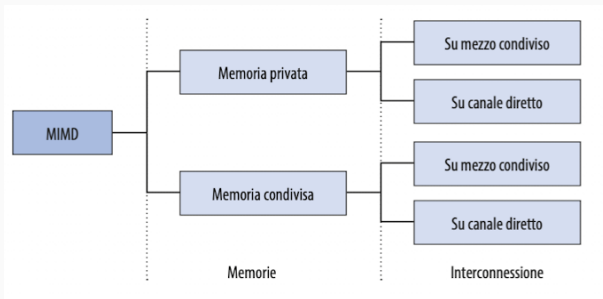 MIMD
Memoria privata
Su mezzo condiviso
Su canale diretto
Memoria condivisa
Su mezzo condiviso
Su canale diretto
Memorie
Interconnessione